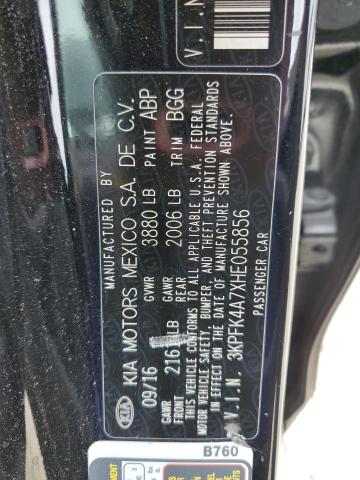 MANUFACTURED BY
KIA MOTORS MEXICO S.A. DE C.V.
09/16 GVWR 3880 LB PAINT ABP
GAWR FRONT 216 LB GAWR REAR 2006 LB TRIM BGG
THIS VEHICLE CONFORMS TO ALL APPLICABLE U.S.A. FEDERAL
MOTOR VEHICLE SAFETY, BUMPER, AND THEFT PREVENTION STANDARDS
IN EFFECT ON THE DATE OF MANUFACTURE SHOWN ABOVE.
V.I.N. 3KPFK4A7XHE055856
PASSENGER CAR
KIA
V.I.N
B760